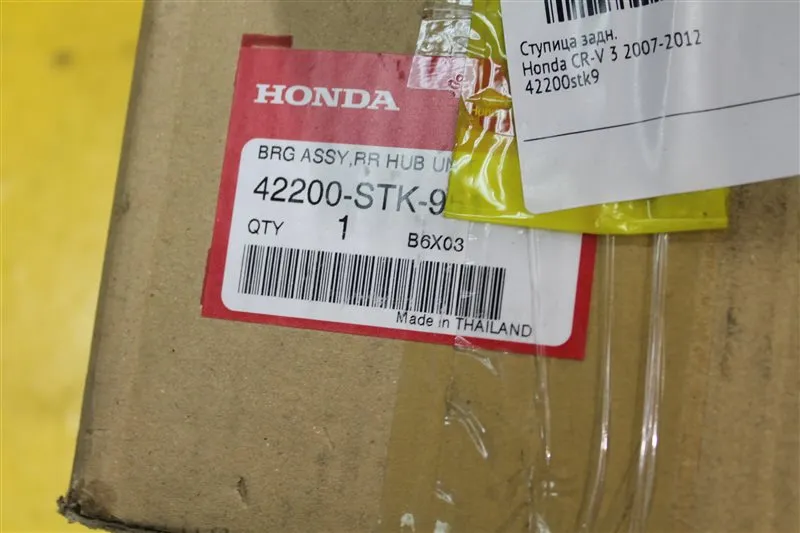 HONDA
BRG ASSY,RR HUB UN
42200-STK-9
QTY 1 B6X03
Made in THAILAND
Ступица задн.
Honda CR-V 3 2007-2012
42200stk9